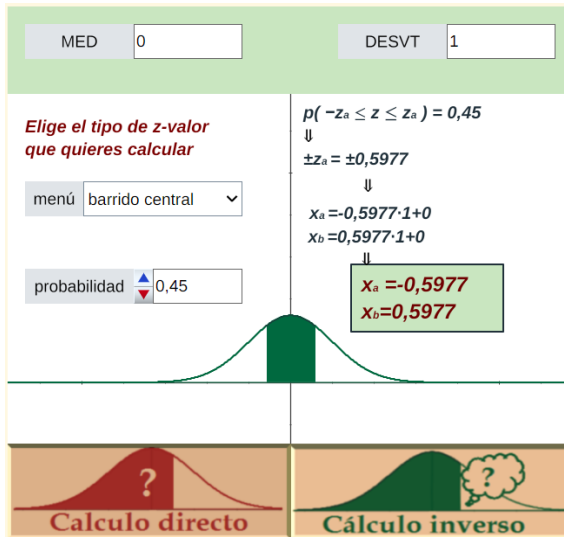 MED 0 DESVT 1
Elige el tipo de z-valor
que quieres calcular
menú barrido central
probabilidad 0,45
p( −zₐ ≤ z ≤ zₐ ) = 0,45
⇓
±zₐ = ±0,5977
⇓
xₐ =-0,5977·1+0
x_b =0,5977·1+0
⇓
xₐ =-0,5977
x_b=0,5977
?
Calculo directo
?
Cálculo inverso